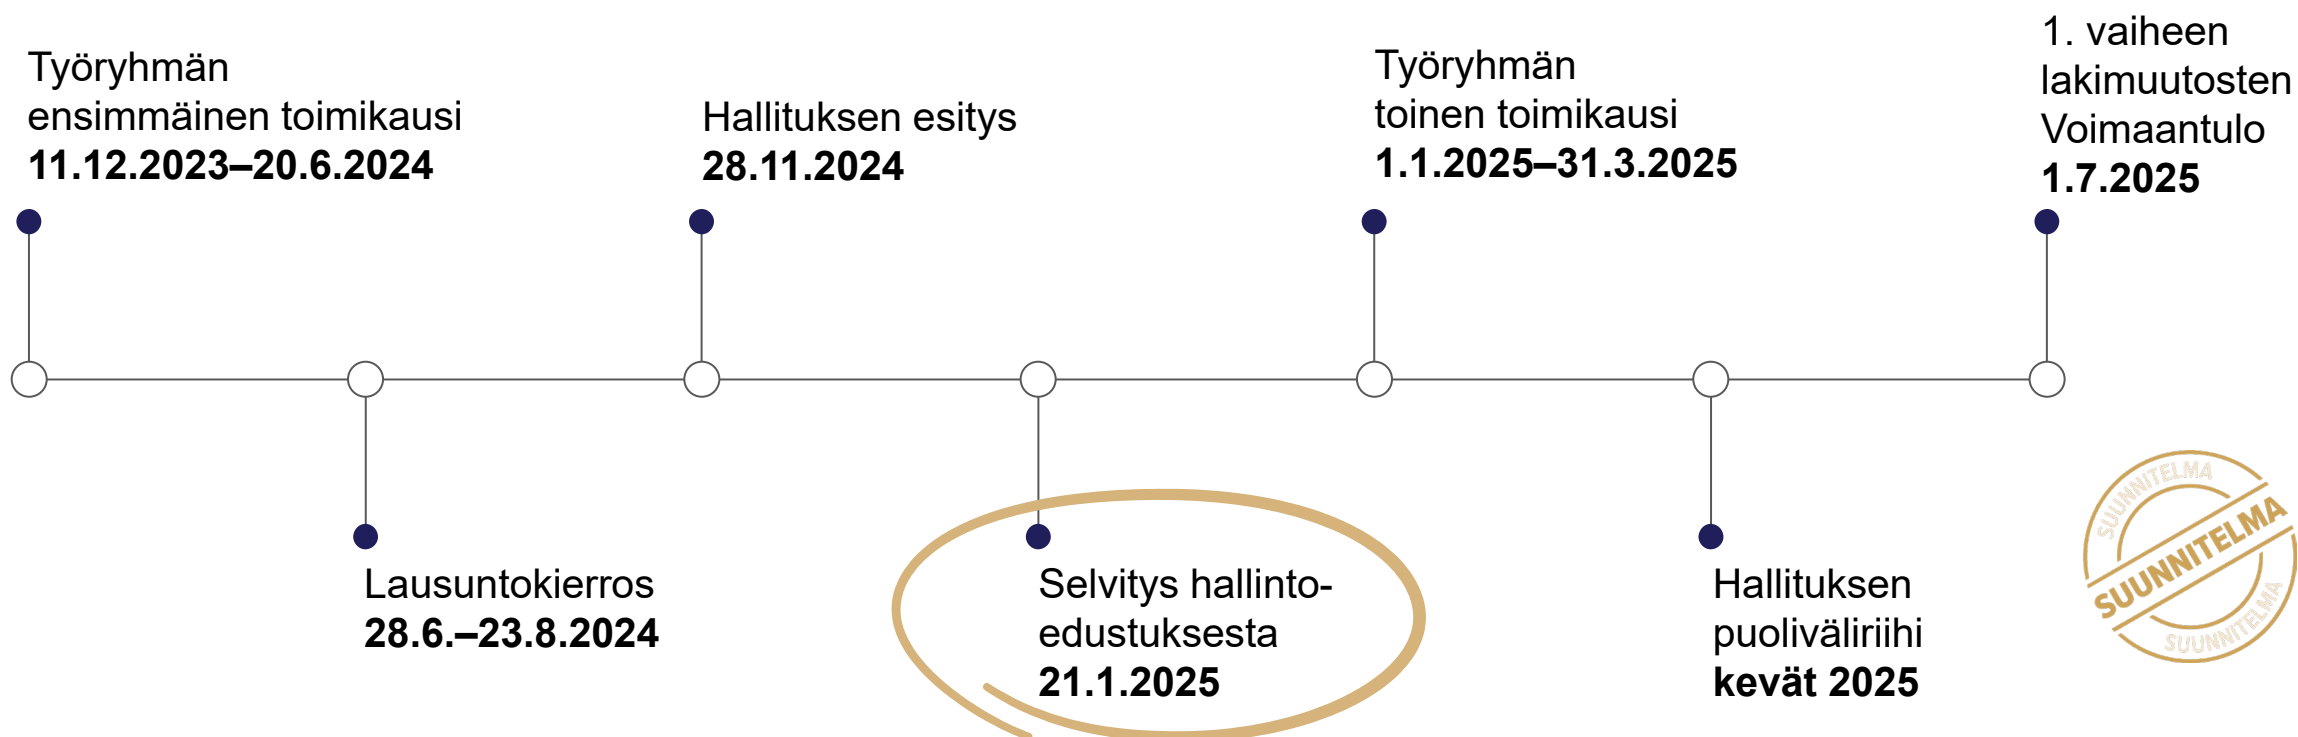 Työryhmän
ensimmäinen toimikausi
11.12.2023–20.6.2024
Lausuntokierros
28.6.–23.8.2024
Hallituksen esitys
28.11.2024
Selvitys hallinto-
edustuksesta
21.1.2025
Työryhmän
toinen toimikausi
1.1.2025–31.3.2025
Hallituksen
puoliväliriihi
kevät 2025
1. vaiheen
lakimuutosten
Voimaantulo
1.7.2025
SUUNNITELMA
SUUNNITELMA
SUUNNITELMA